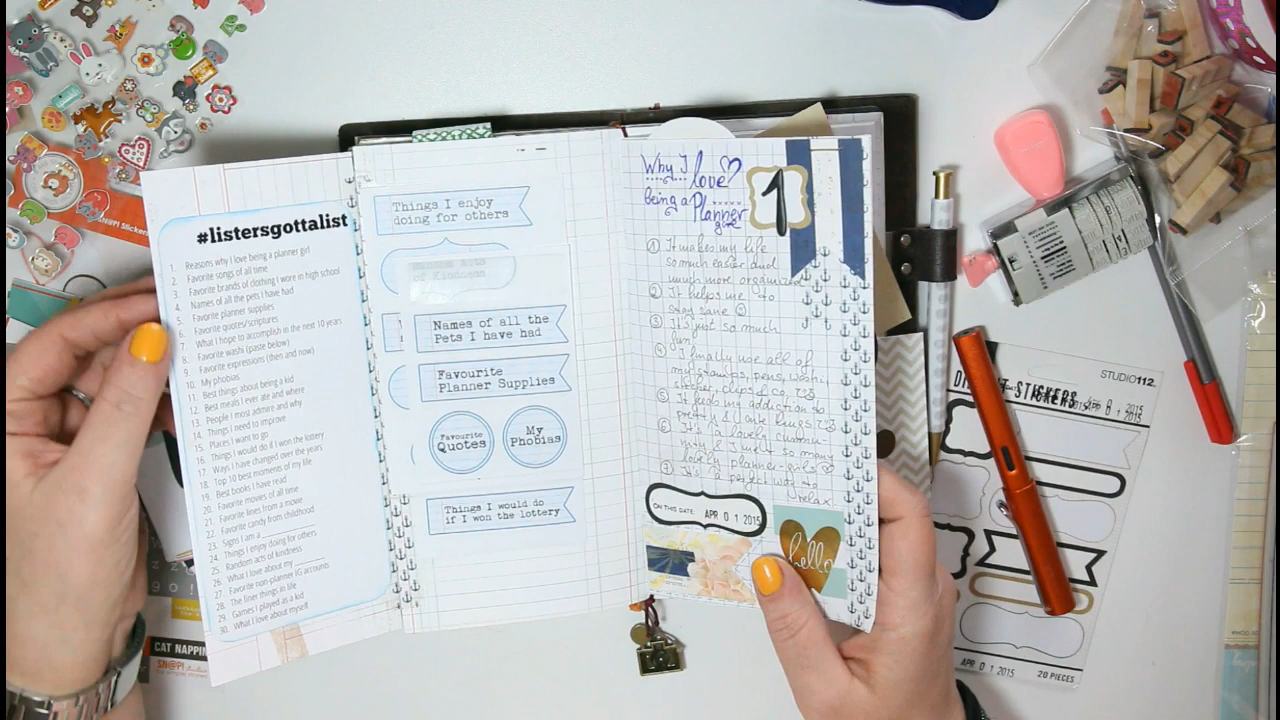 #listersgottalist
1. Reasons why I love being a planner girl
2. Favorite songs of all time
3. Favorite brands of clothing I wore in high school
4. Names of all the pets I have had
5. Favorite planner supplies
6. Favorite quotes/scriptures
7. What I hope to accomplish in the next 10 years
8. Favorite washi (paste below)
9. Favorite expressions (then and now)
10. My phobias
11. Best things about being a kid
12. Best meals I ever ate and where
13. People I most admire and why
14. Things I need to improve
15. Places I want to go
16. Things I would do if I won the lottery
17. Ways I have changed over the years
18. Top 10 best moments of my life
19. Best books I have read
20. Favorite movies of all time
21. Favorite lines from a movie
22. Favorite candy from childhood
23. Signs I am a
24. Things I enjoy doing for others
25. Random acts of kindness
26. What I love about my
27. Favorite non-planner IG accounts
28. The finer things in life
29. Games I played as a kid
30. What I love about myself
Things I enjoy
doing for others
Random Acts
of Kindness
Names of all the
Pets I have had
Favourite
Planner Supplies
Favourite
Quotes
My
Phobias
Things I would do
if I won the lottery
Why I
love
being a
Planner
girl
1
① It makes my life
so much easier and
much more organized
② It helps me to
stay sane
③ It's just so much
fun!
④ I finally use all of
my stamps, pens, washi,
sticker, clips & co.
⑤ It feeds my addiction to
pretty & cute things
⑥ It's a lovely commu-
nity & I met so many
lovely planner-girls
⑦ It's a perfect way to
relax.
ON THIS DATE: APR 0 1 2015
hello
STUDIO112.
STICKERS
APR 0 1 2015
20 PIECES
CAT NAPPIN
SN@P!
SN@P! STICKERS